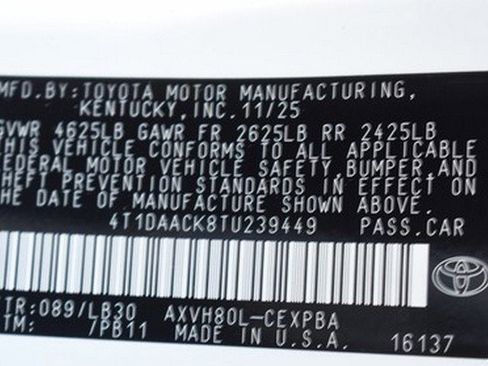 MFD. BY: TOYOTA MOTOR MANUFACTURING,
KENTUCKY, INC. 11/25
GVWR 4625LB GAWR FR 2625LB RR 2425LB
THIS VEHICLE CONFORMS TO ALL APPLICABLE
FEDERAL MOTOR VEHICLE SAFETY, BUMPER, AND
THEFT PREVENTION STANDARDS IN EFFECT ON
THE DATE OF MANUFACTURE SHOWN ABOVE.
4T1DAACK8TU239449 PASS. CAR
TR: 089/LB30 AXVH80L-CEXPBA
TM: /PB11 MADE IN U.S.A. 16137